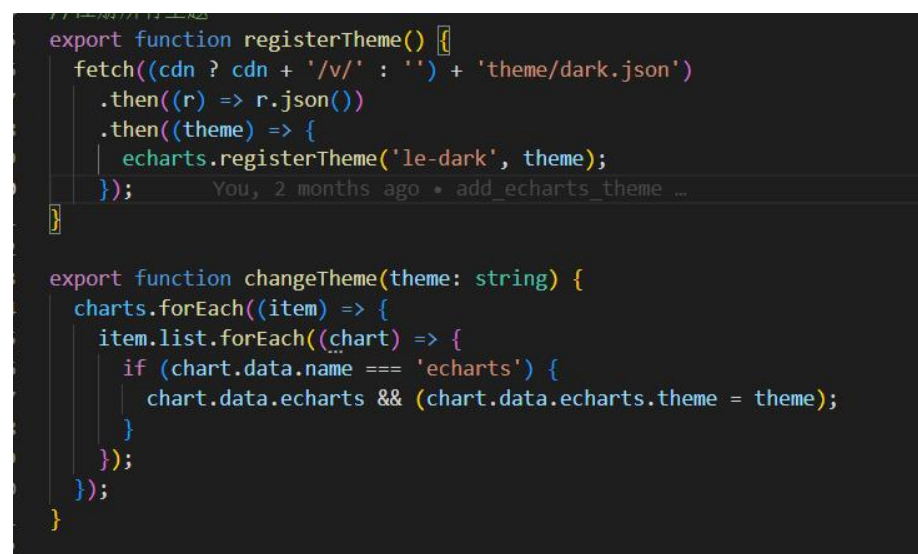 export function registerTheme() {
fetch((cdn ? cdn + '/v/' : '') + 'theme/dark.json')
.then((r) => r.json())
.then((theme) => {
echarts.registerTheme('le-dark', theme);
}); You, 2 months ago • add_echarts_theme …
}
export function changeTheme(theme: string) {
charts.forEach((item) => {
item.list.forEach((chart) => {
if (chart.data.name === 'echarts') {
chart.data.echarts && (chart.data.echarts.theme = theme);
}
});
});
}